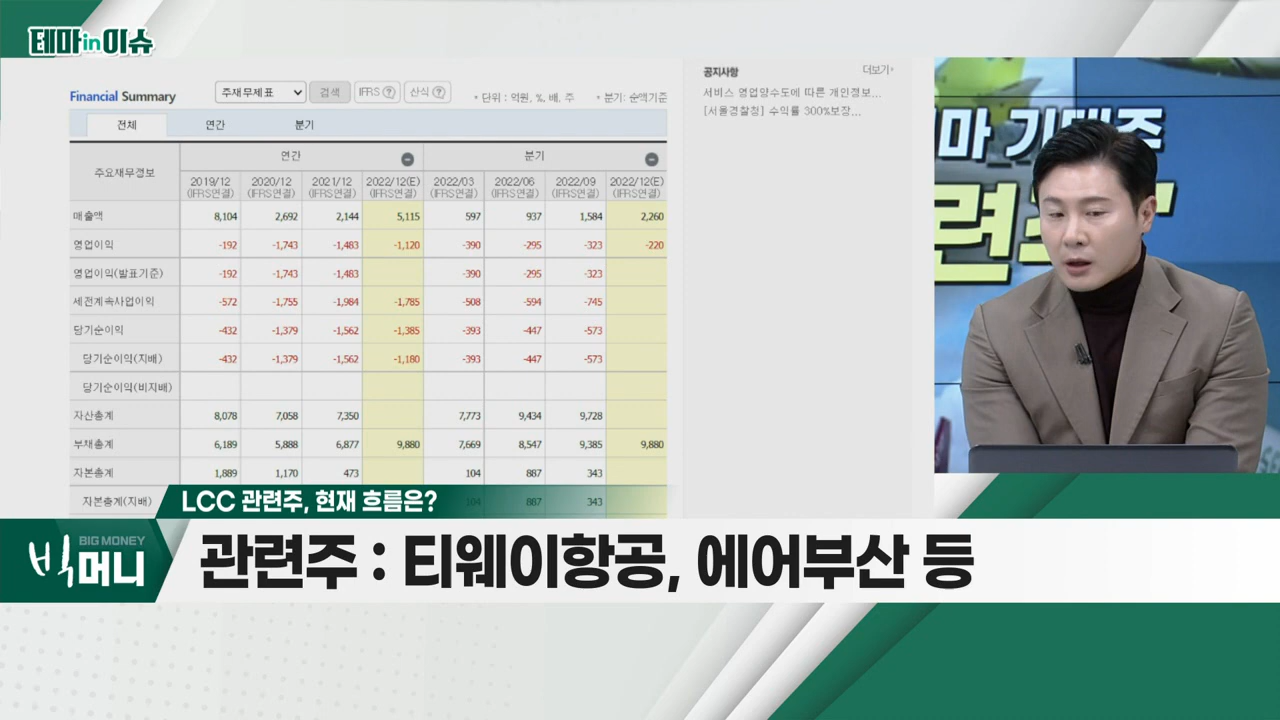 테마in이슈
Financial Summary
주재무제표 검색 IFRS ? 산식 ? * 단위 : 억원, %, 배, 주 * 분기: 순액기준
전체 연간 분기
주요재무정보 연간 분기
2019/12 (IFRS연결) 2020/12 (IFRS연결) 2021/12 (IFRS연결) 2022/12(E) (IFRS연결) 2022/03 (IFRS연결) 2022/06 (IFRS연결) 2022/09 (IFRS연결) 2022/12(E) (IFRS연결)
매출액 8,104 2,692 2,144 5,115 597 937 1,584 2,260
영업이익 -192 -1,743 -1,483 -1,120 -390 -295 -323 -220
영업이익(발표기준) -192 -1,743 -1,483 -390 -295 -323
세전계속사업이익 -572 -1,755 -1,984 -1,785 -508 -594 -745
당기순이익 -432 -1,379 -1,562 -1,385 -393 -447 -573
당기순이익(지배) -432 -1,379 -1,562 -1,180 -393 -447 -573
당기순이익(비지배)
자산총계 8,078 7,058 7,350 7,773 9,434 9,728
부채총계 6,189 5,888 6,877 9,880 7,669 8,547 9,385 9,880
자본총계 1,889 1,170 473 104 887 343
자본총계(지배) 104 887 343
공지사항 더보기
서비스 영업양수도에 따른 개인정보...
[서울경찰청] 수익률 300%보장...
LCC 관련주, 현재 흐름은?
BIG MONEY
빅머니
관련주 : 티웨이항공, 에어부산 등